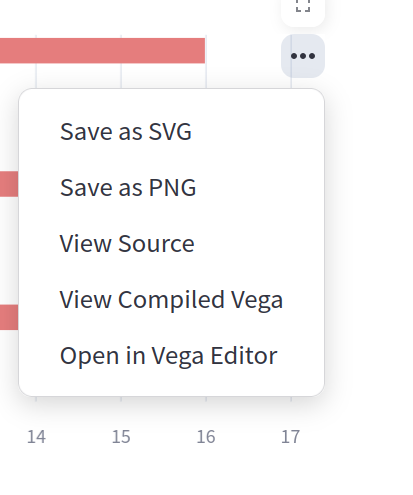 Save as SVG
Save as PNG
View Source
View Compiled Vega
Open in Vega Editor
14 15 16 17